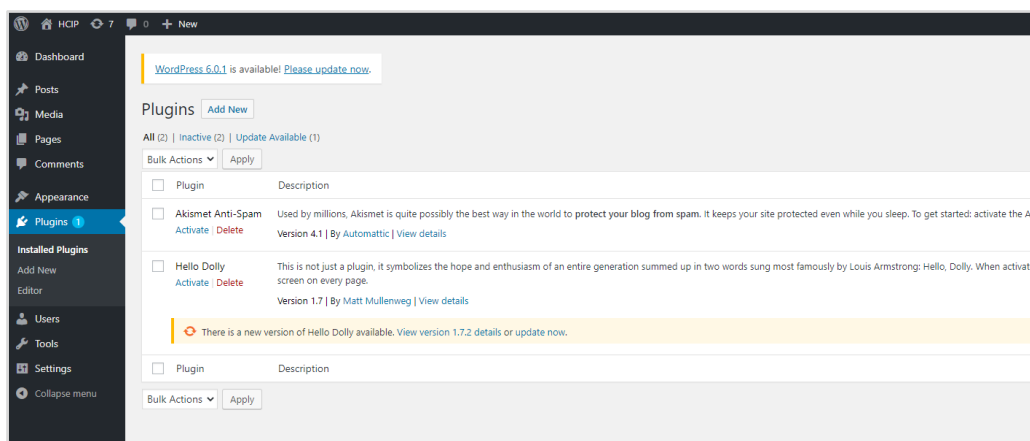 HCIP 7 0 + New
Dashboard
Posts
Media
Pages
Comments
Appearance
Plugins 1
Installed Plugins
Add New
Editor
Users
Tools
Settings
Collapse menu
WordPress 6.0.1 is available! Please update now.
Plugins Add New
All (2) | Inactive (2) | Update Available (1)
Bulk Actions Apply
Plugin Description
Akismet Anti-Spam Used by millions, Akismet is quite possibly the best way in the world to protect your blog from spam. It keeps your site protected even while you sleep. To get started: activate the A
Activate | Delete Version 4.1 | By Automattic | View details
Hello Dolly This is not just a plugin, it symbolizes the hope and enthusiasm of an entire generation summed up in two words sung most famously by Louis Armstrong: Hello, Dolly. When activat
Activate | Delete screen on every page.
Version 1.7 | By Matt Mullenweg | View details
There is a new version of Hello Dolly available. View version 1.7.2 details or update now.
Plugin Description
Bulk Actions Apply